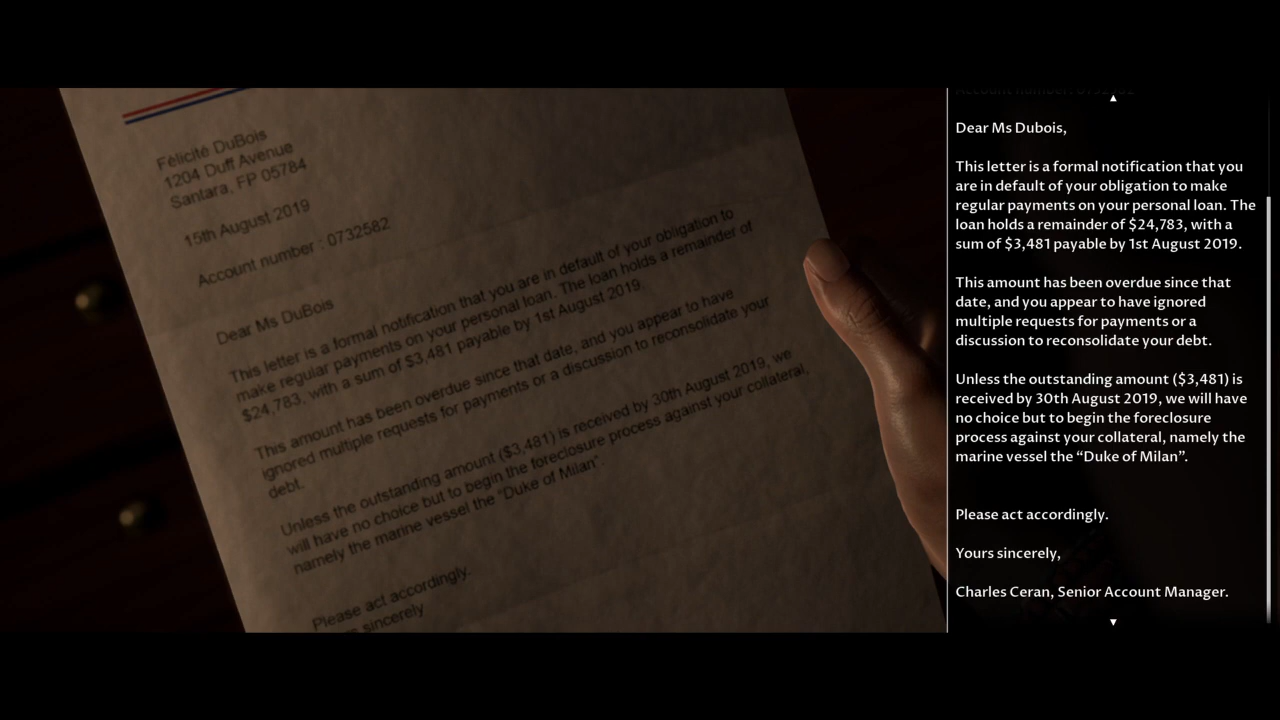 Félicité DuBois
1204 Duff Avenue
Santara, FP 05784
15th August 2019
Account number : 0732582
Dear Ms DuBois
This letter is a formal notification that you are in default of your obligation to
make regular payments on your personal loan. The loan holds a remainder of
$24,783, with a sum of $3,481 payable by 1st August 2019.
This amount has been overdue since that date, and you appear to have
ignored multiple requests for payments or a discussion to reconsolidate your
debt.
Unless the outstanding amount ($3,481) is received by 30th August 2019, we
will have no choice but to begin the foreclosure process against your collateral,
namely the marine vessel the "Duke of Milan".
Please act accordingly.
sincerely
Account number: 0732582
Dear Ms Dubois,
This letter is a formal notification that you
are in default of your obligation to make
regular payments on your personal loan. The
loan holds a remainder of $24,783, with a
sum of $3,481 payable by 1st August 2019.
This amount has been overdue since that
date, and you appear to have ignored
multiple requests for payments or a
discussion to reconsolidate your debt.
Unless the outstanding amount ($3,481) is
received by 30th August 2019, we will have
no choice but to begin the foreclosure
process against your collateral, namely the
marine vessel the “Duke of Milan”.
Please act accordingly.
Yours sincerely,
Charles Ceran, Senior Account Manager.